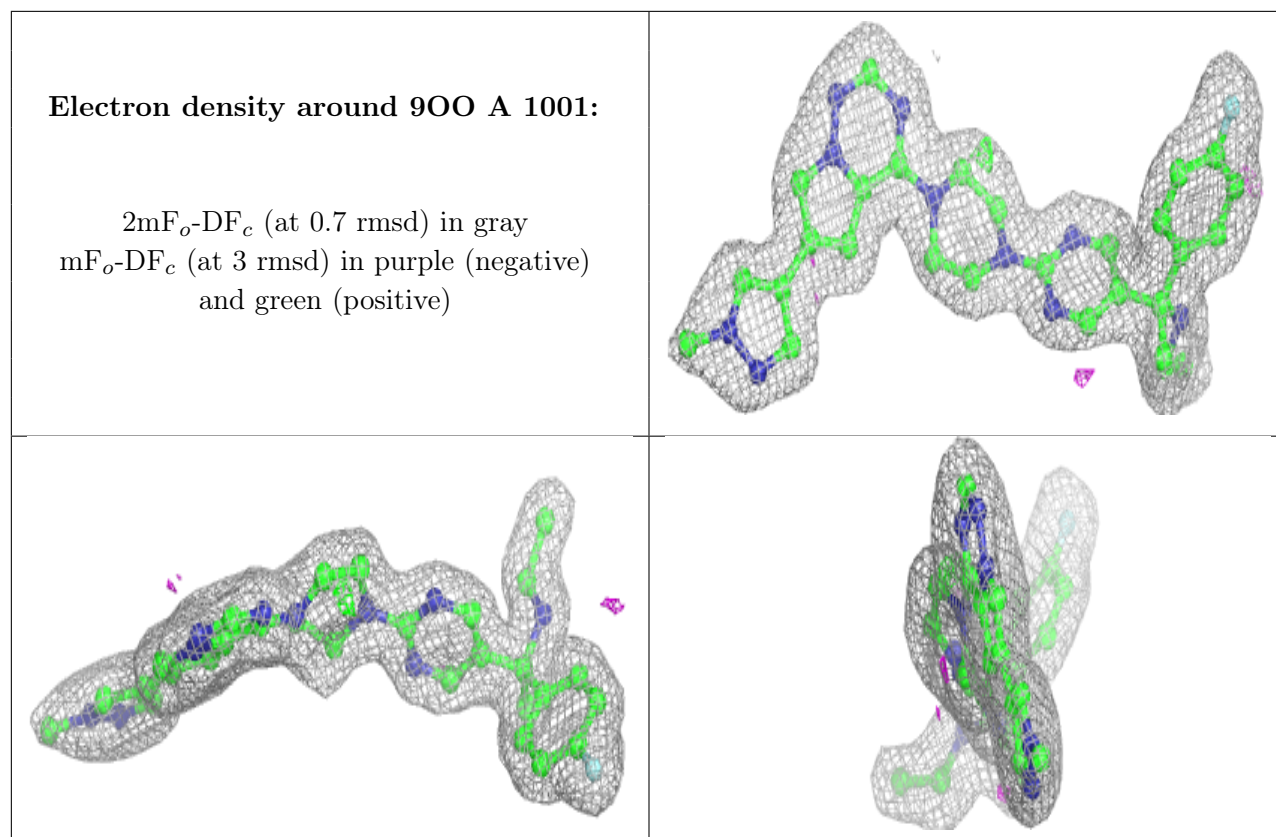 Electron density around 9OO A 1001:
2mFo-DFc (at 0.7 rmsd) in gray
mFo-DFc (at 3 rmsd) in purple (negative)
and green (positive)